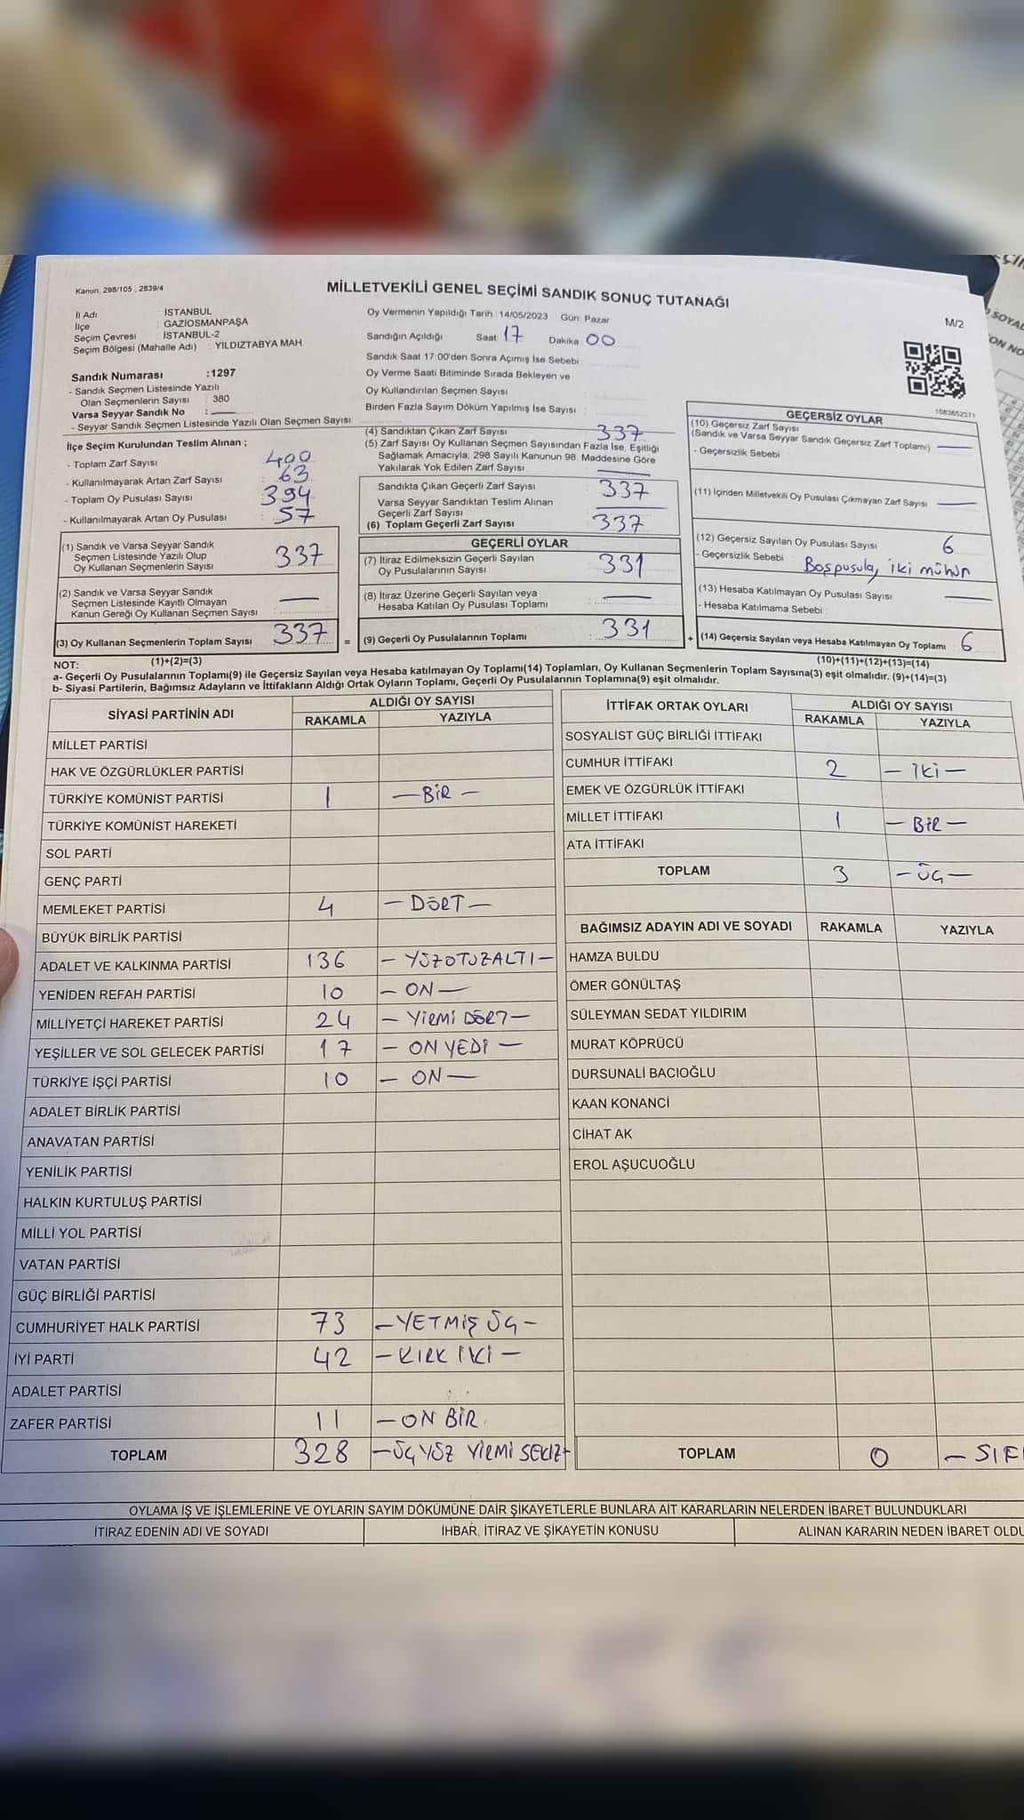 Kanun, 298/105 ; 2839/4
MİLLETVEKİLİ GENEL SEÇİMİ SANDIK SONUÇ TUTANAĞI
M/2
İl Adı : İSTANBUL
İlçe : GAZİOSMANPAŞA
Seçim Çevresi : İSTANBUL-2
Seçim Bölgesi (Mahalle Adı) : YILDIZTABYA MAH.
Oy Vermenin Yapıldığı Tarih : 14/05/2023 Gün: Pazar
Sandığın Açıldığı Saat 17 Dakika 00
Sandık Saat 17:00'den Sonra Açımış İse Sebebi
Oy Verme Saati Bitiminde Sırada Bekleyen ve
Oy Kullandırılan Seçmen Sayısı
Birden Fazla Sayım Döküm Yapılmış İse Sayısı
Sandık Numarası :1297
- Sandık Seçmen Listesinde Yazılı
Olan Seçmenlerin Sayısı : 380
Varsa Seyyar Sandık No : —
- Seyyar Sandık Seçmen Listesinde Yazılı Olan Seçmen Sayısı :
İlçe Seçim Kurulundan Teslim Alınan ;
- Toplam Zarf Sayısı : 400
- Kullanılmayarak Artan Zarf Sayısı : 63
- Toplam Oy Pusulası Sayısı : 394
- Kullanılmayarak Artan Oy Pusulası : 57
(1) Sandık ve Varsa Seyyar Sandık
Seçmen Listesinde Yazılı Olup
Oy Kullanan Seçmenlerin Sayısı : 337
(2) Sandık ve Varsa Seyyar Sandık
Seçmen Listesinde Kayıtlı Olmayan
Kanun Gereği Oy Kullanan Seçmen Sayısı : —
(3) Oy Kullanan Seçmenlerin Toplam Sayısı : 337 =
(1)+(2)=(3)
(4) Sandıktan Çıkan Zarf Sayısı 337
(5) Zarf Sayısı Oy Kullanan Seçmen Sayısından Fazla İse, Eşitliği
Sağlamak Amacıyla, 298 Sayılı Kanunun 98. Maddesine Göre
Yakılarak Yok Edilen Zarf Sayısı —
Sandıkta Çıkan Geçerli Zarf Sayısı : 337
Varsa Seyyar Sandıktan Teslim Alınan
Geçerli Zarf Sayısı : —
(6) Toplam Geçerli Zarf Sayısı : 337
GEÇERLİ OYLAR
(7) İtiraz Edilmeksizin Geçerli Sayılan
Oy Pusulalarının Sayısı : 331
(8) İtiraz Üzerine Geçerli Sayılan veya
Hesaba Katılan Oy Pusulası Toplamı : —
(9) Geçerli Oy Pusulalarının Toplamı : 331 +
1583652371
GEÇERSİZ OYLAR
(10) Geçersiz Zarf Sayısı
(Sandık ve Varsa Seyyar Sandık Geçersiz Zarf Toplamı) —
- Geçersizlik Sebebi :
(11) İçinden Milletvekili Oy Pusulası Çıkmayan Zarf Sayısı —
(12) Geçersiz Sayılan Oy Pusulası Sayısı 6
- Geçersizlik Sebebi : Boş pusula, iki mühür
(13) Hesaba Katılmayan Oy Pusulası Sayısı —
- Hesaba Katılmama Sebebi :
(14) Geçersiz Sayılan veya Hesaba Katılmayan Oy Toplamı 6
(10)+(11)+(12)+(13)=(14)
NOT:
a- Geçerli Oy Pusulalarının Toplamı(9) ile Geçersiz Sayılan veya Hesaba katılmayan Oy Toplamı(14) Toplamları, Oy Kullanan Seçmenlerin Toplam Sayısına(3) eşit olmalıdır. (9)+(14)=(3)
b- Siyasi Partilerin, Bağımsız Adayların ve İttifakların Aldığı Ortak Oyların Toplamı, Geçerli Oy Pusulalarının Toplamına(9) eşit olmalıdır.
SİYASİ PARTİNİN ADI
ALDIĞI OY SAYISI
RAKAMLA YAZIYLA
MİLLET PARTİSİ
HAK VE ÖZGÜRLÜKLER PARTİSİ
TÜRKİYE KOMÜNİST PARTİSİ 1 — BİR —
TÜRKİYE KOMÜNİST HAREKETİ
SOL PARTİ
GENÇ PARTİ
MEMLEKET PARTİSİ 4 — DÖRT —
BÜYÜK BİRLİK PARTİSİ
ADALET VE KALKINMA PARTİSİ 136 — YÜZOTUZALTI —
YENİDEN REFAH PARTİSİ 10 — ON —
MİLLİYETÇİ HAREKET PARTİSİ 24 — YİRMİ DÖRT —
YEŞİLLER VE SOL GELECEK PARTİSİ 17 — ON YEDİ —
TÜRKİYE İŞÇİ PARTİSİ 10 — ON —
ADALET BİRLİK PARTİSİ
ANAVATAN PARTİSİ
YENİLİK PARTİSİ
HALKIN KURTULUŞ PARTİSİ
MİLLİ YOL PARTİSİ
VATAN PARTİSİ
GÜÇ BİRLİĞİ PARTİSİ
CUMHURİYET HALK PARTİSİ 73 — YETMİŞ ÜÇ —
İYİ PARTİ 42 — KIRK İKİ —
ADALET PARTİSİ
ZAFER PARTİSİ 11 — ON BİR
TOPLAM 328 — ÜÇ YÜZ YİRMİ SEKİZ —
İTTİFAK ORTAK OYLARI
ALDIĞI OY SAYISI
RAKAMLA YAZIYLA
SOSYALİST GÜÇ BİRLİĞİ İTTİFAKI
CUMHUR İTTİFAKI 2 — İKİ —
EMEK VE ÖZGÜRLÜK İTTİFAKI
MİLLET İTTİFAKI 1 — BİR —
ATA İTTİFAKI
TOPLAM 3 — ÜÇ —
BAĞIMSIZ ADAYIN ADI VE SOYADI RAKAMLA YAZIYLA
HAMZA BULDU
ÖMER GÖNÜLTAŞ
SÜLEYMAN SEDAT YILDIRIM
MURAT KÖPRÜCÜ
DURSUNALİ BACIOĞLU
KAAN KONANCİ
CİHAT AK
EROL AŞUCUOĞLU
TOPLAM 0 — SIF
OYLAMA İŞ VE İŞLEMLERİNE VE OYLARIN SAYIM DÖKÜMÜNE DAİR ŞİKAYETLERLE BUNLARA AİT KARARLARIN NELERDEN İBARET BULUNDUKLARI
İTİRAZ EDENİN ADI VE SOYADI İHBAR, İTİRAZ VE ŞİKAYETİN KONUSU ALINAN KARARIN NEDEN İBARET OLDU